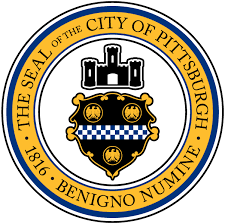 THE SEAL OF THE CITY OF PITTSBURGH
· 1816 · BENIGNO NUMINE ·